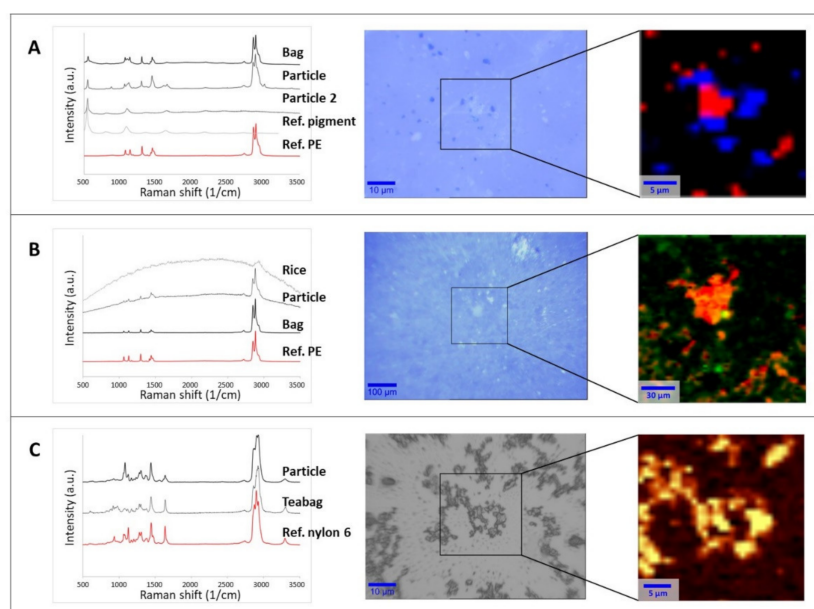 A
Intensity (a.u.)
Bag
Particle
Particle 2
Ref. pigment
Ref. PE
500 1000 1500 2000 2500 3000 3500
Raman shift (1/cm)
10 µm
5 µm
B
Intensity (a.u.)
Rice
Particle
Bag
Ref. PE
500 1000 1500 2000 2500 3000 3500
Raman shift (1/cm)
100 µm
30 µm
C
Intensity (a.u.)
Particle
Teabag
Ref. nylon 6
500 1000 1500 2000 2500 3000 3500
Raman shift (1/cm)
10 µm
5 µm